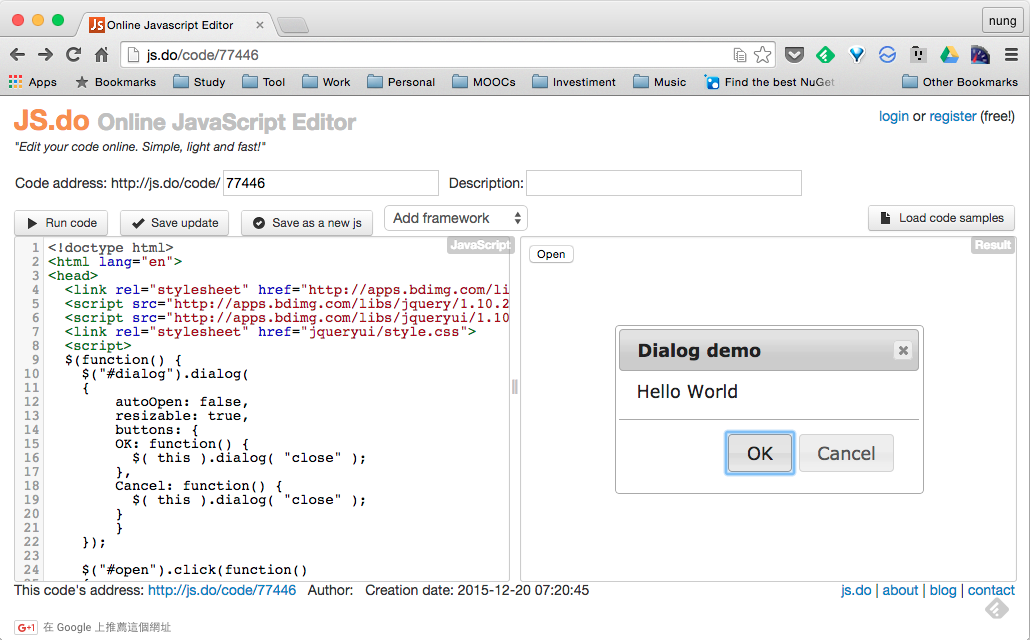 JS Online Javascript Editor
nung
js.do/code/77446
Apps Bookmarks Study Tool Work Personal MOOCs Investiment Music Find the best NuGet Other Bookmarks
JS.do Online JavaScript Editor
login or register (free!)
"Edit your code online. Simple, light and fast!"
Code address: http://js.do/code/ 77446 Description:
Run code Save update Save as a new js Add framework Load code samples
JavaScript
1 <!doctype html>
2 <html lang="en">
3 <head>
4 <link rel="stylesheet" href="http://apps.bdimg.com/li
5 <script src="http://apps.bdimg.com/libs/jquery/1.10.2
6 <script src="http://apps.bdimg.com/libs/jqueryui/1.10
7 <link rel="stylesheet" href="jqueryui/style.css">
8 <script>
9 $(function() {
10 $("#dialog").dialog(
11 {
12 autoOpen: false,
13 resizable: true,
14 buttons: {
15 OK: function() {
16 $( this ).dialog( "close" );
17 },
18 Cancel: function() {
19 $( this ).dialog( "close" );
20 }
21 }
22 });
23
24 $("#open").click(function()
Result
Open
Dialog demo
Hello World
OK Cancel
This code's address: http://js.do/code/77446 Author: Creation date: 2015-12-20 07:20:45
js.do | about | blog | contact
G+1 在 Google 上推薦這個網址